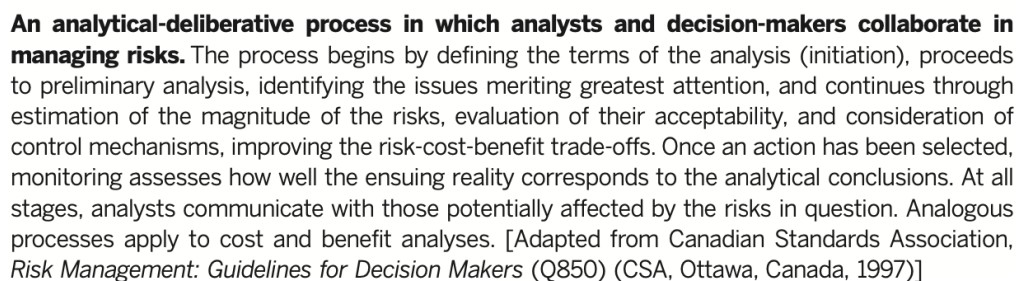 An analytical-deliberative process in which analysts and decision-makers collaborate in
managing risks. The process begins by defining the terms of the analysis (initiation), proceeds
to preliminary analysis, identifying the issues meriting greatest attention, and continues through
estimation of the magnitude of the risks, evaluation of their acceptability, and consideration of
control mechanisms, improving the risk-cost-benefit trade-offs. Once an action has been selected,
monitoring assesses how well the ensuing reality corresponds to the analytical conclusions. At all
stages, analysts communicate with those potentially affected by the risks in question. Analogous
processes apply to cost and benefit analyses. [Adapted from Canadian Standards Association,
Risk Management: Guidelines for Decision Makers (Q850) (CSA, Ottawa, Canada, 1997)]